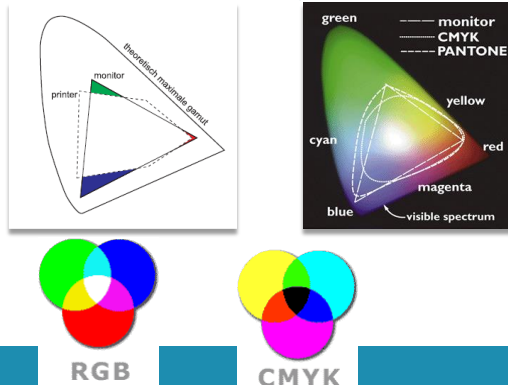 theoretisch maximale gamut
monitor
printer
green
monitor
CMYK
PANTONE
yellow
cyan
red
magenta
blue
visible spectrum
RGB
CMYK